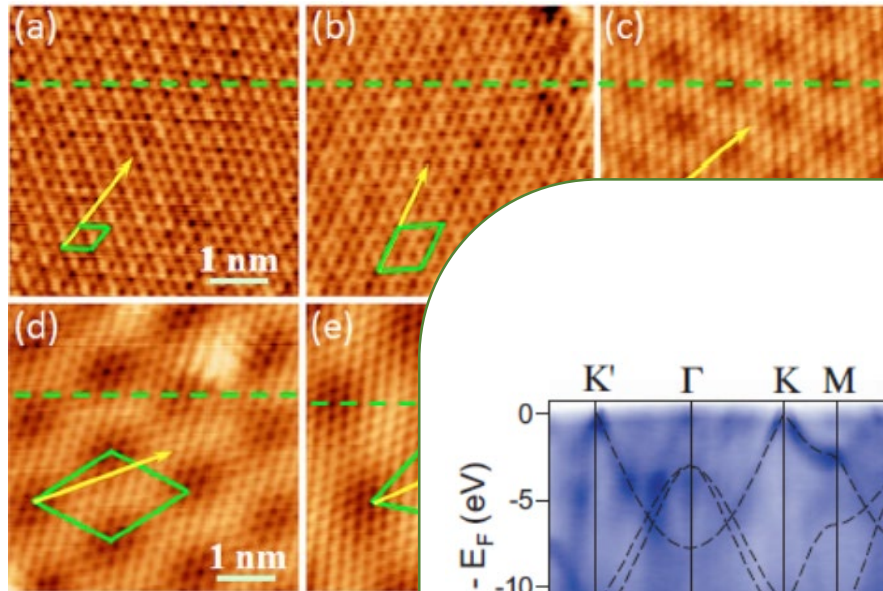 (a)
(b)
(c)
1 nm
(d)
(e)
1 nm
K' Γ K M
0
-5
-10
- E_F (eV)